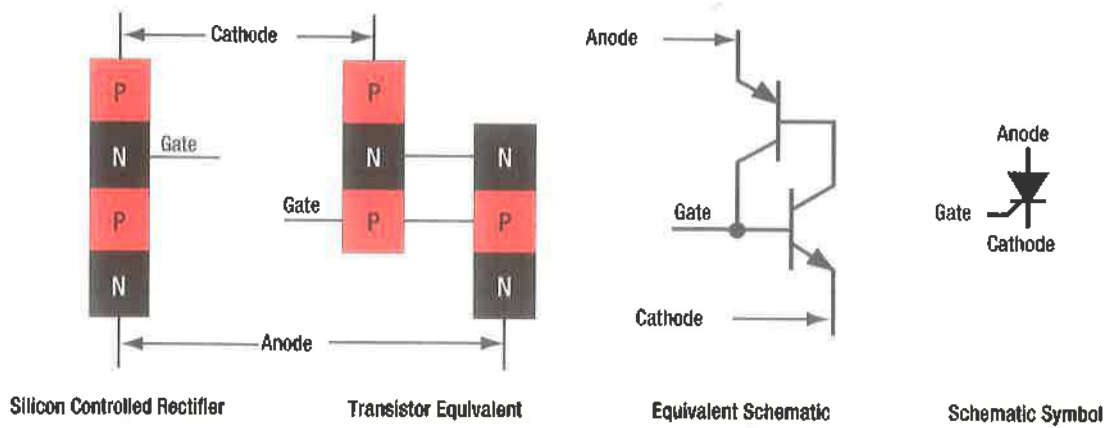 Cathode
P
N
P
N
Gate
P
N
P
Gate
N
P
N
Anode
Silicon Controlled Rectifier
Transistor Equivalent
Anode
Gate
Cathode
Equivalent Schematic
Anode
Gate
Cathode
Schematic Symbol